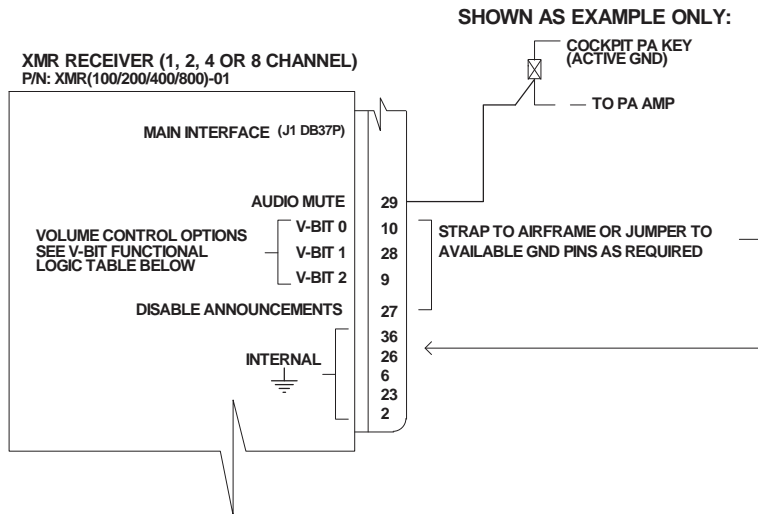 SHOWN AS EXAMPLE ONLY:
COCKPIT PA KEY
(ACTIVE GND)
TO PA AMP
XMR RECEIVER (1, 2, 4 OR 8 CHANNEL)
P/N: XMR(100/200/400/800)-01
MAIN INTERFACE (J1 DB37P)
AUDIO MUTE 29
V-BIT 0 10
V-BIT 1 28
V-BIT 2 9
VOLUME CONTROL OPTIONS
SEE V-BIT FUNCTIONAL
LOGIC TABLE BELOW
STRAP TO AIRFRAME OR JUMPER TO
AVAILABLE GND PINS AS REQUIRED
DISABLE ANNOUNCEMENTS 27
INTERNAL
36
26
6
23
2